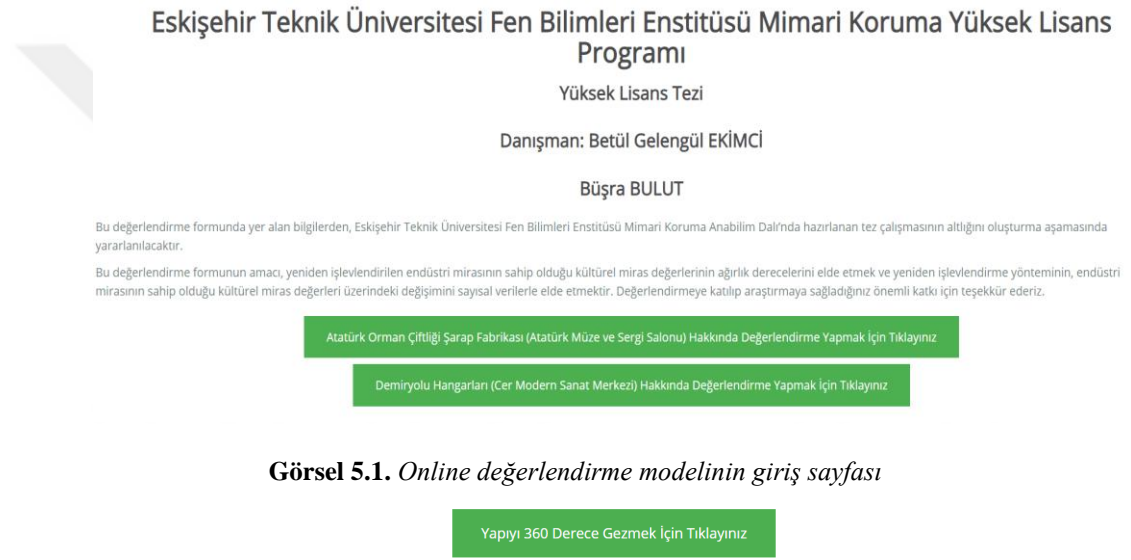 Eskişehir Teknik Üniversitesi Fen Bilimleri Enstitüsü Mimari Koruma Yüksek Lisans
Programı
Yüksek Lisans Tezi
Danışman: Betül Gelengül EKİMCİ
Büşra BULUT
Bu değerlendirme formunda yer alan bilgilerden, Eskişehir Teknik Üniversitesi Fen Bilimleri Enstitüsü Mimari Koruma Anabilim Dalı’nda hazırlanan tez çalışmasının altlığını oluşturma aşamasında
yararlanılacaktır.
Bu değerlendirme formunun amacı, yeniden işlevlendirilen endüstri mirasının sahip olduğu kültürel miras değerlerinin ağırlık derecelerini elde etmek ve yeniden işlevlendirme yönteminin, endüstri
mirasının sahip olduğu kültürel miras değerleri üzerindeki değişimini sayısal verilerle elde etmektir. Değerlendirmeye katılıp araştırmaya sağladığınız önemli katkı için teşekkür ederiz.
Atatürk Orman Çiftliği Şarap Fabrikası (Atatürk Müze ve Sergi Salonu) Hakkında Değerlendirme Yapmak İçin Tıklayınız
Demiryolu Hangarları (Cer Modern Sanat Merkezi) Hakkında Değerlendirme Yapmak İçin Tıklayınız
Görsel 5.1. Online değerlendirme modelinin giriş sayfası
Yapıyı 360 Derece Gezmek İçin Tıklayınız